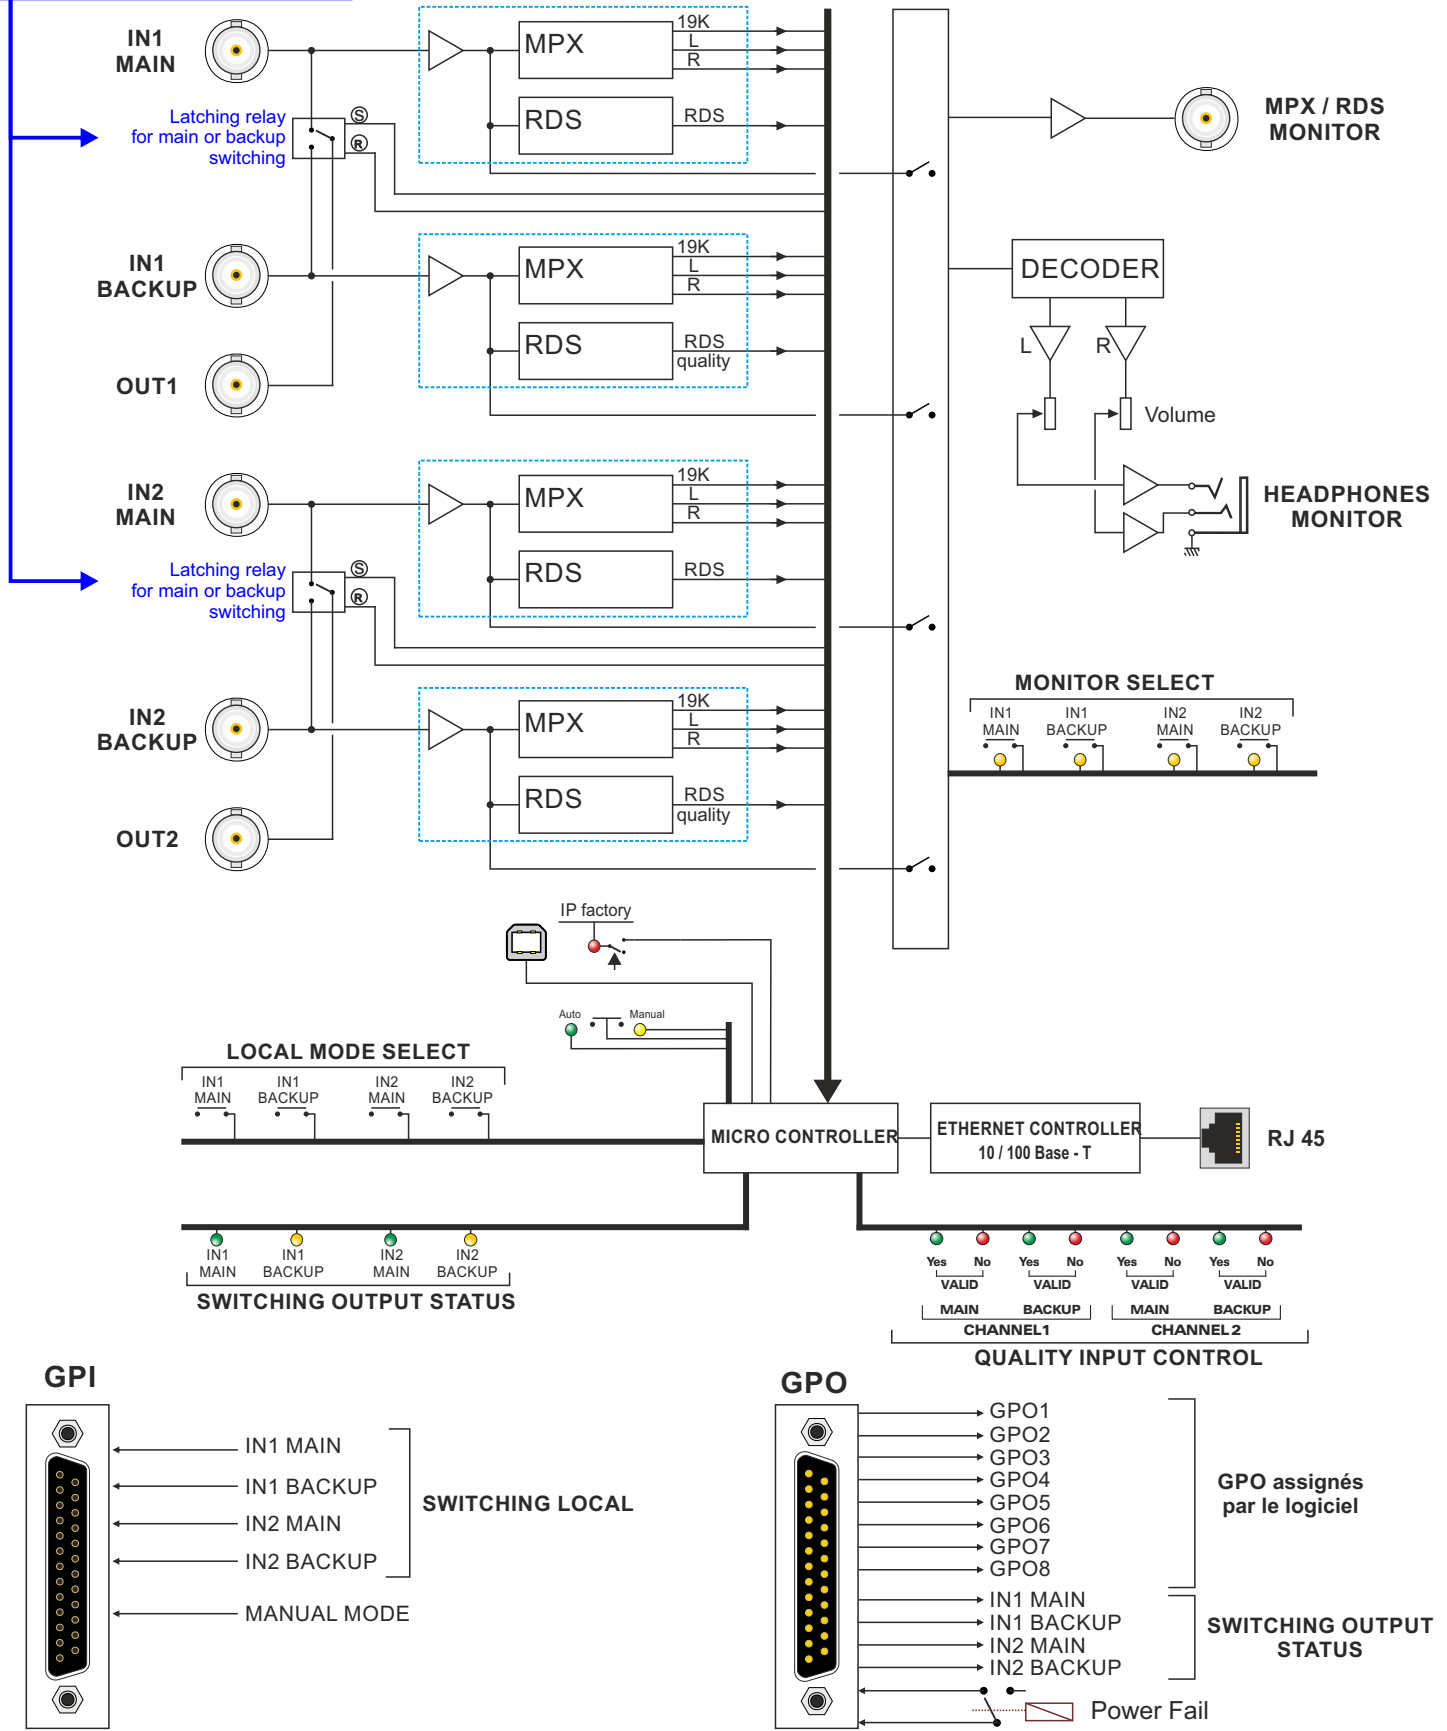 IN1
MAIN
Latching relay
for main or backup
switching
S
R
MPX
19K
L
R
RDS
RDS
MPX / RDS
MONITOR
IN1
BACKUP
MPX
19K
L
R
RDS
RDS
quality
OUT1
DECODER
L
R
Volume
HEADPHONES
MONITOR
IN2
MAIN
Latching relay
for main or backup
switching
S
R
MPX
19K
L
R
RDS
RDS
IN2
BACKUP
MPX
19K
L
R
RDS
RDS
quality
OUT2
MONITOR SELECT
IN1
MAIN
IN1
BACKUP
IN2
MAIN
IN2
BACKUP
IP factory
Auto
Manual
LOCAL MODE SELECT
IN1
MAIN
IN1
BACKUP
IN2
MAIN
IN2
BACKUP
MICRO CONTROLLER
ETHERNET CONTROLLER
10 / 100 Base - T
RJ 45
IN1
MAIN
IN1
BACKUP
IN2
MAIN
IN2
BACKUP
SWITCHING OUTPUT STATUS
Yes No Yes No Yes No Yes No
VALID VALID VALID VALID
MAIN BACKUP MAIN BACKUP
CHANNEL1 CHANNEL2
QUALITY INPUT CONTROL
GPI
IN1 MAIN
IN1 BACKUP
IN2 MAIN
IN2 BACKUP
SWITCHING LOCAL
MANUAL MODE
GPO
GPO1
GPO2
GPO3
GPO4
GPO5
GPO6
GPO7
GPO8
GPO assignés
par le logiciel
IN1 MAIN
IN1 BACKUP
IN2 MAIN
IN2 BACKUP
SWITCHING OUTPUT
STATUS
Power Fail